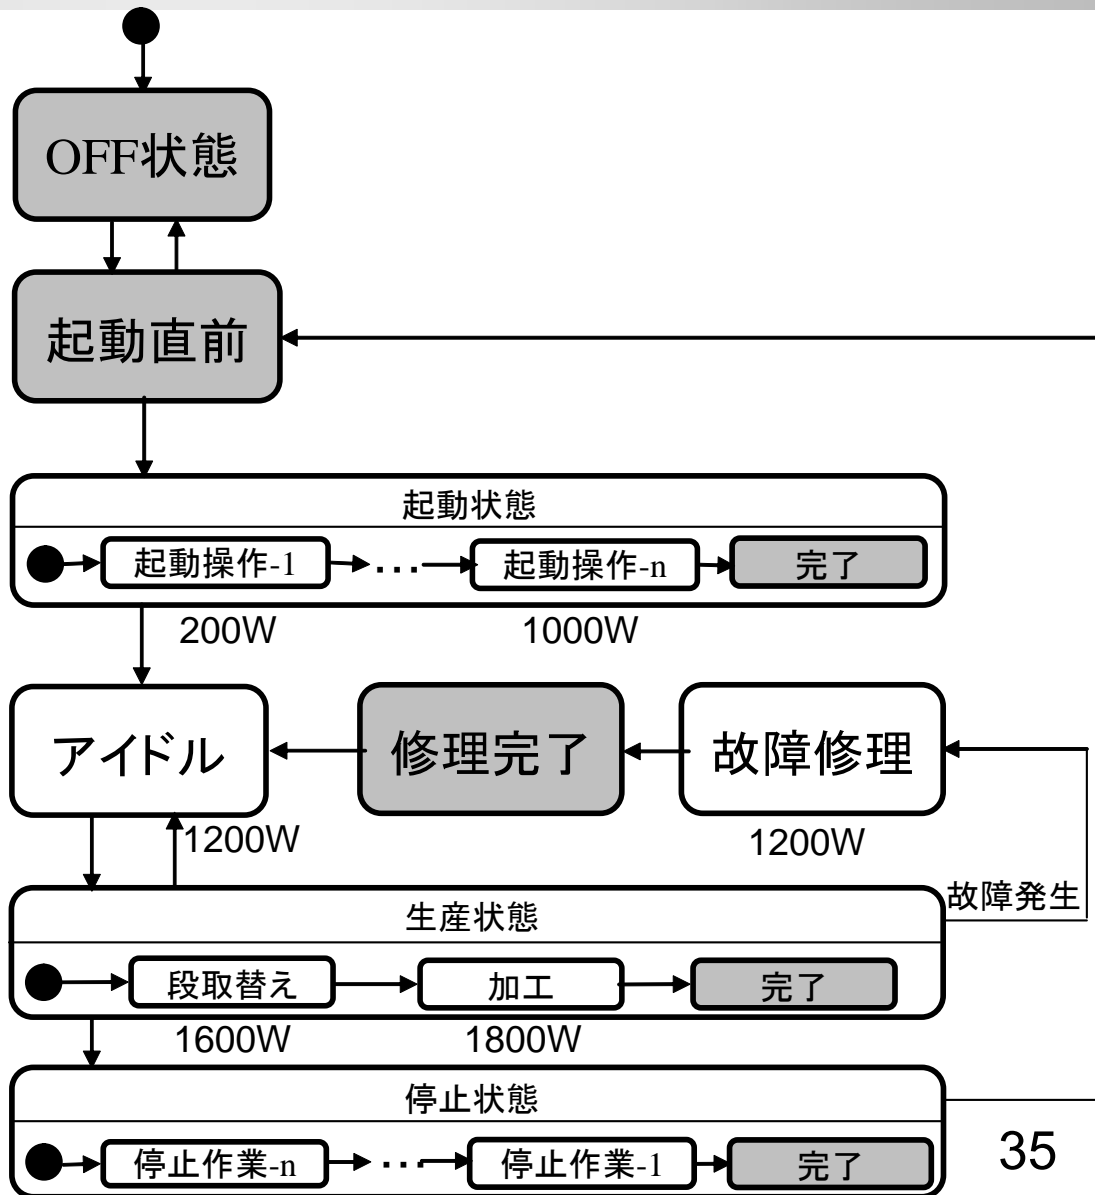 OFF状態
起動直前
起動状態
起動操作-1
・・・
起動操作-n
完了
200W
1000W
アイドル
修理完了
故障修理
1200W
1200W
故障発生
生産状態
段取替え
加工
完了
1600W
1800W
停止状態
停止作業-n
・・・
停止作業-1
完了
35